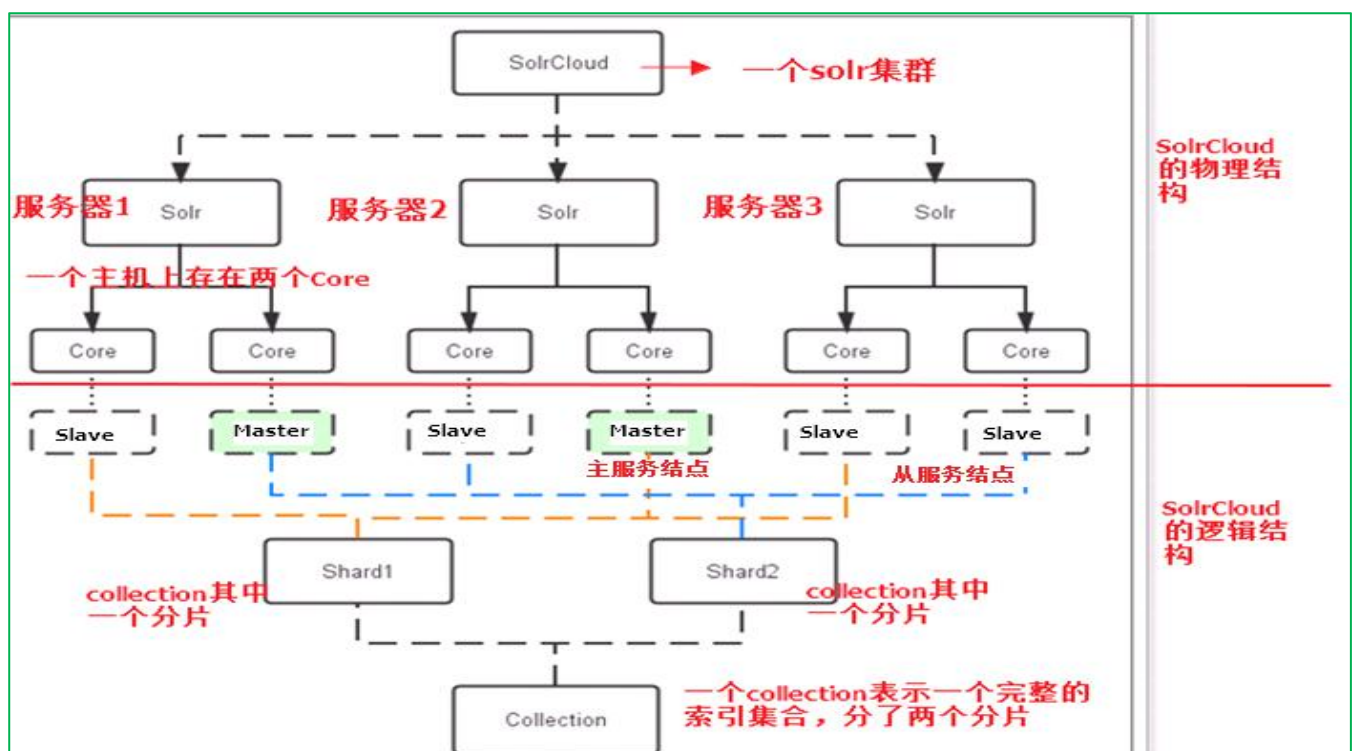 SolrCloud
一个solr集群
SolrCloud
的物理结
构
服务器1
Solr
服务器2
Solr
服务器3
Solr
一个主机上存在两个Core
Core
Core
Core
Core
Core
Core
Slave
Master
Slave
Master
Slave
Slave
主服务结点
从服务结点
SolrCloud
的逻辑结
构
Shard1
Shard2
collection其中
一个分片
collection其中
一个分片
一个collection表示一个完整的
索引集合，分了两个分片
Collection